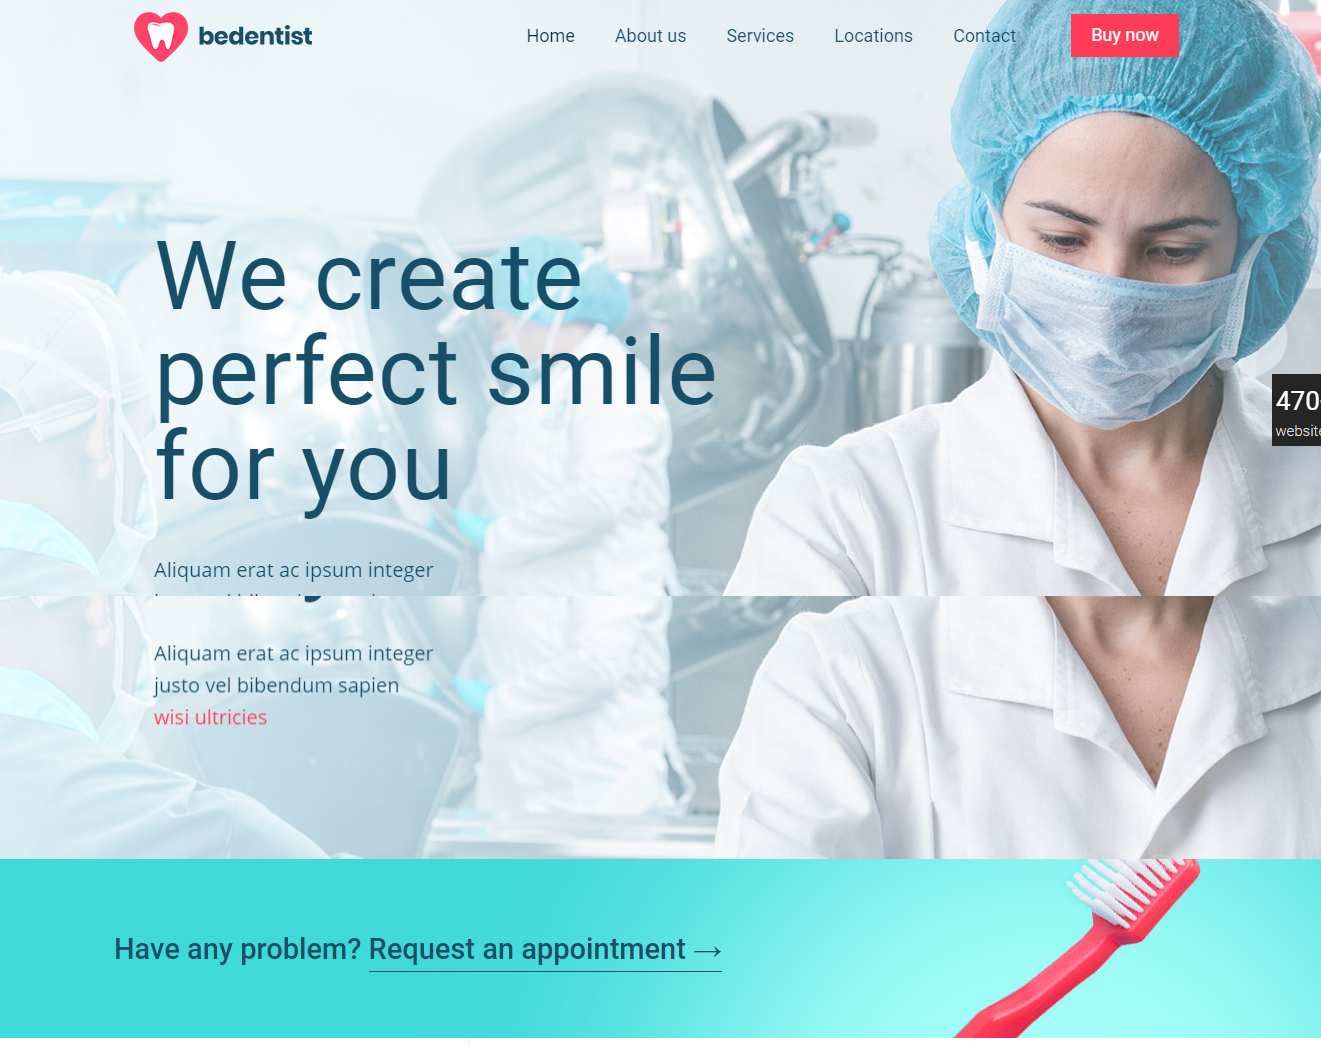 bedentist
Home About us Services Locations Contact Buy now
We create
perfect smile
for you
470+
website
Aliquam erat ac ipsum integer
Aliquam erat ac ipsum integer
justo vel bibendum sapien
wisi ultricies
Have any problem? Request an appointment →